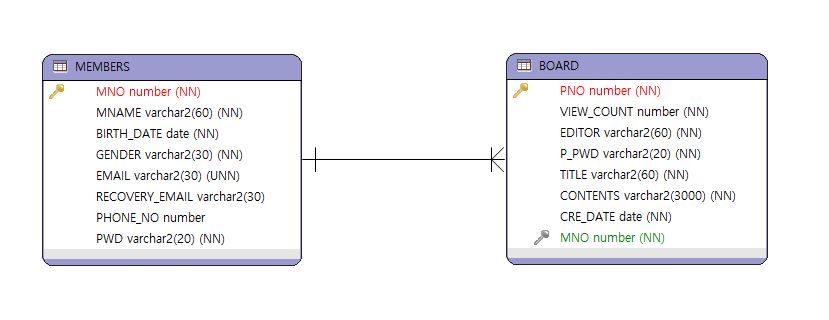 MEMBERS
MNO number (NN)
MNAME varchar2(60) (NN)
BIRTH_DATE date (NN)
GENDER varchar2(30) (NN)
EMAIL varchar2(30) (UNN)
RECOVERY_EMAIL varchar2(30)
PHONE_NO number
PWD varchar2(20) (NN)
BOARD
PNO number (NN)
VIEW_COUNT number (NN)
EDITOR varchar2(60) (NN)
P_PWD varchar2(20) (NN)
TITLE varchar2(60) (NN)
CONTENTS varchar2(3000) (NN)
CRE_DATE date (NN)
MNO number (NN)